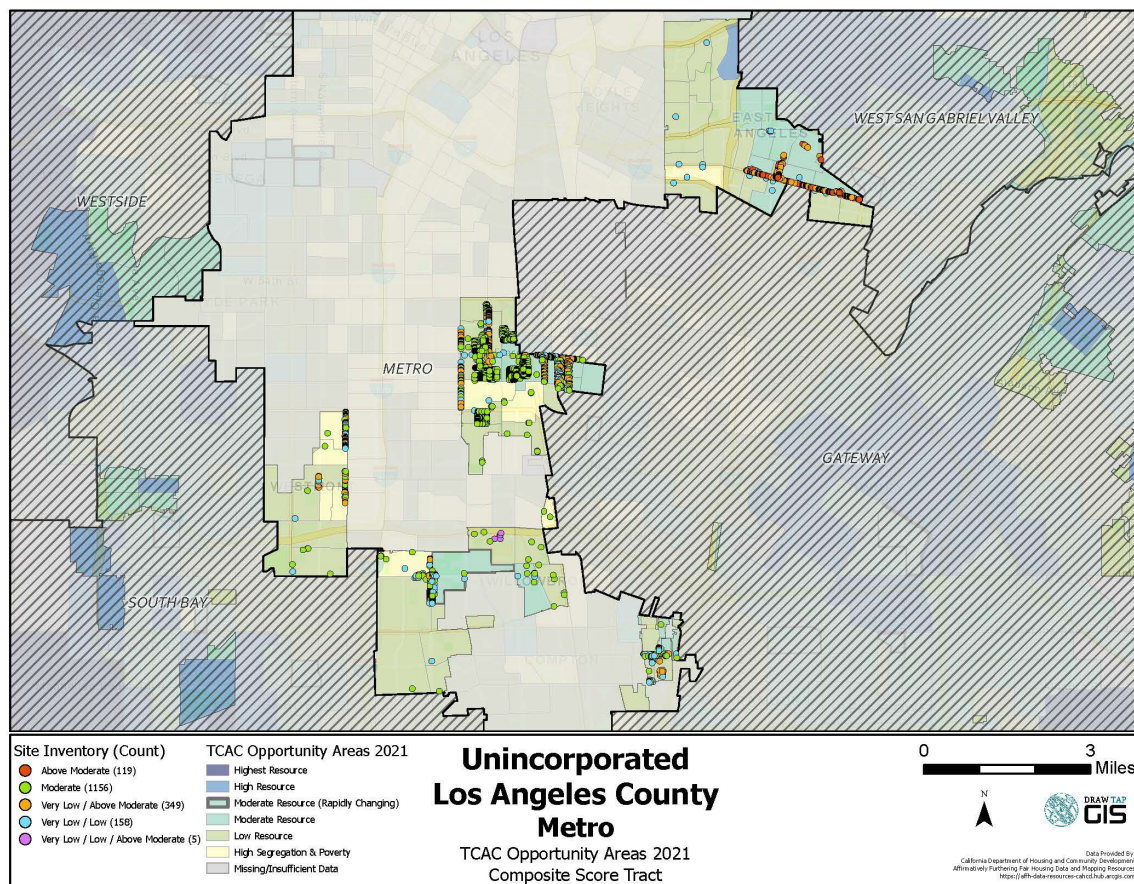 LOS
ANGELES
WEST SAN GABRIEL VALLEY
WESTSIDE
METRO
GATEWAY
SOUTH BAY
COMPTON
Site Inventory (Count)
Above Moderate (119)
Moderate (1156)
Very Low / Above Moderate (349)
Very Low / Low (158)
Very Low / Low / Above Moderate (5)
TCAC Opportunity Areas 2021
Highest Resource
High Resource
Moderate Resource (Rapidly Changing)
Moderate Resource
Low Resource
High Segregation & Poverty
Missing/Insufficient Data
Unincorporated
Los Angeles County
Metro
TCAC Opportunity Areas 2021
Composite Score Tract
0 3
Miles
N
DRAW TAP
GIS
Data Provided By:
California Department of Housing and Community Development
Affirmatively Furthering Fair Housing Data and Mapping Resources
https://affh-data-resources-cahcd.hub.arcgis.com